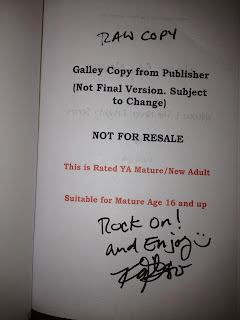 RAW COPY
Galley Copy from Publisher
(Not Final Version. Subject
to Change)
NOT FOR RESALE
This is Rated YA Mature/New Adult
Suitable for Mature Age 16 and up
Rock On!
and Enjoy